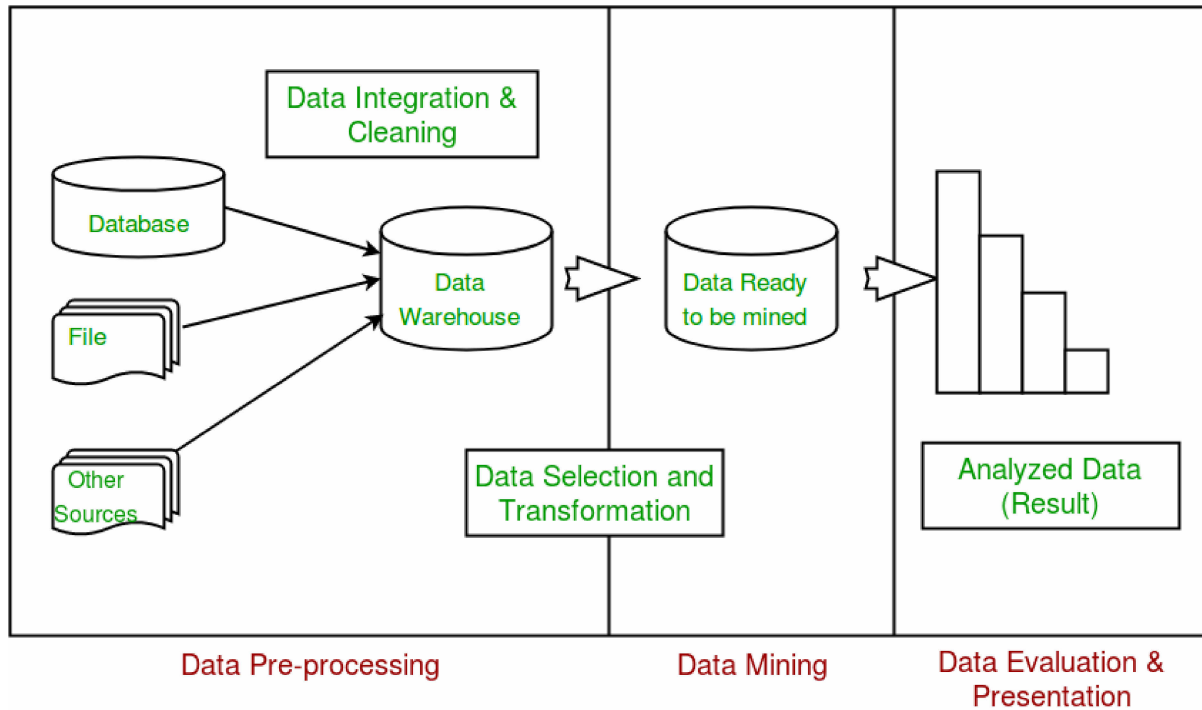 Data Integration &
Cleaning
Database
File
Other
Sources
Data
Warehouse
Data Ready
to be mined
Data Selection and
Transformation
Analyzed Data
(Result)
Data Pre-processing
Data Mining
Data Evaluation &
Presentation